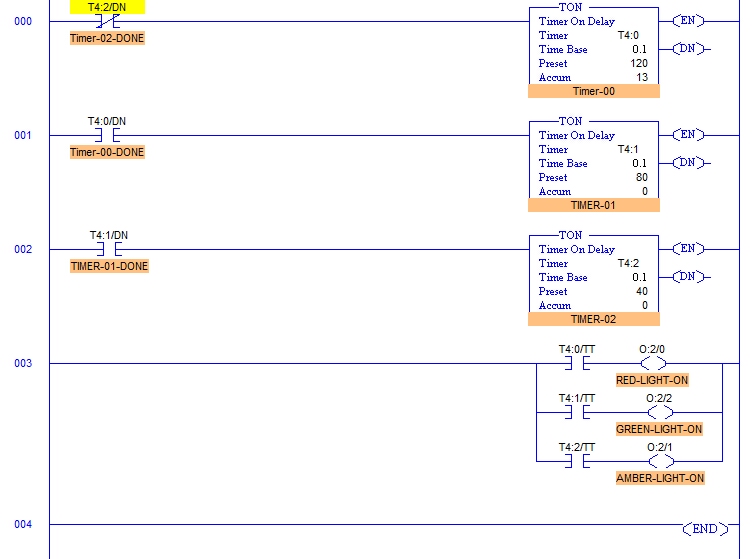 T4:2/DN
000
Timer-02-DONE
TON
Timer On Delay
Timer T4:0
Time Base 0.1
Preset 120
Accum 13
Timer-00
EN
DN
T4:0/DN
001
Timer-00-DONE
TON
Timer On Delay
Timer T4:1
Time Base 0.1
Preset 80
Accum 0
TIMER-01
EN
DN
T4:1/DN
002
TIMER-01-DONE
TON
Timer On Delay
Timer T4:2
Time Base 0.1
Preset 40
Accum 0
TIMER-02
EN
DN
003
T4:0/TT O:2/0
RED-LIGHT-ON
T4:1/TT O:2/2
GREEN-LIGHT-ON
T4:2/TT O:2/1
AMBER-LIGHT-ON
004
END